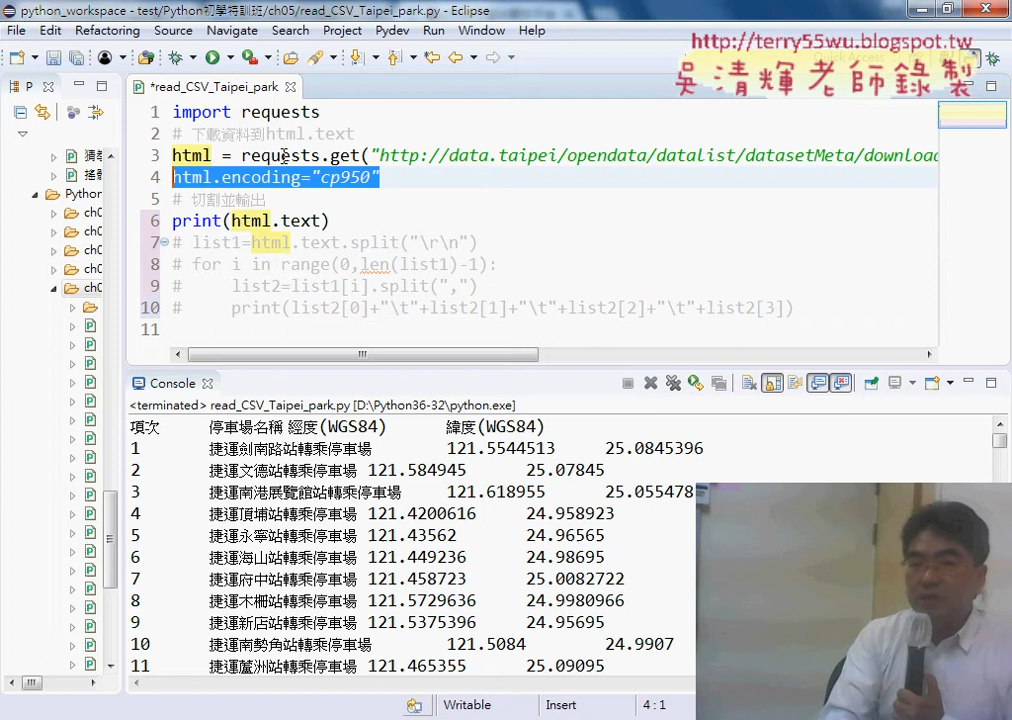 python_workspace - test/Python初學特訓班/ch05/read_CSV_Taipei_park.py - Eclipse
File Edit Refactoring Source Navigate Search Project Pydev Run Window Help
http://terry55wu.blogspot.tw
吳清輝老師錄製
P
*read_CSV_Taipei_park
1 import requests
2 # 下載資料到html.text
3 html = requests.get("http://data.taipei/opendata/datalist/datasetMeta/download
4 html.encoding="cp950"
5 # 切割並輸出
6 print(html.text)
7 # list1=html.text.split("\r\n")
8 # for i in range(0,len(list1)-1):
9 #     list2=list1[i].split(",")
10 #     print(list2[0]+"\t"+list2[1]+"\t"+list2[2]+"\t"+list2[3])
11
Python
ch0
ch0
ch0
ch0
ch0
Console
<terminated> read_CSV_Taipei_park.py [D:\Python36-32\python.exe]
項次 停車場名稱 經度(WGS84) 緯度(WGS84)
1 捷運劍南路站轉乘停車場 121.5544513 25.0845396
2 捷運文德站轉乘停車場 121.584945 25.07845
3 捷運南港展覽館站轉乘停車場 121.618955 25.055478
4 捷運頂埔站轉乘停車場 121.4200616 24.958923
5 捷運永寧站轉乘停車場 121.43562 24.96565
6 捷運海山站轉乘停車場 121.449236 24.98695
7 捷運府中站轉乘停車場 121.458723 25.0082722
8 捷運木柵站轉乘停車場 121.5729636 24.9980966
9 捷運新店站轉乘停車場 121.5375396 24.95695
10 捷運南勢角站轉乘停車場 121.5084 24.9907
11 捷運蘆洲站轉乘停車場 121.465355 25.09095
Writable Insert 4 : 1